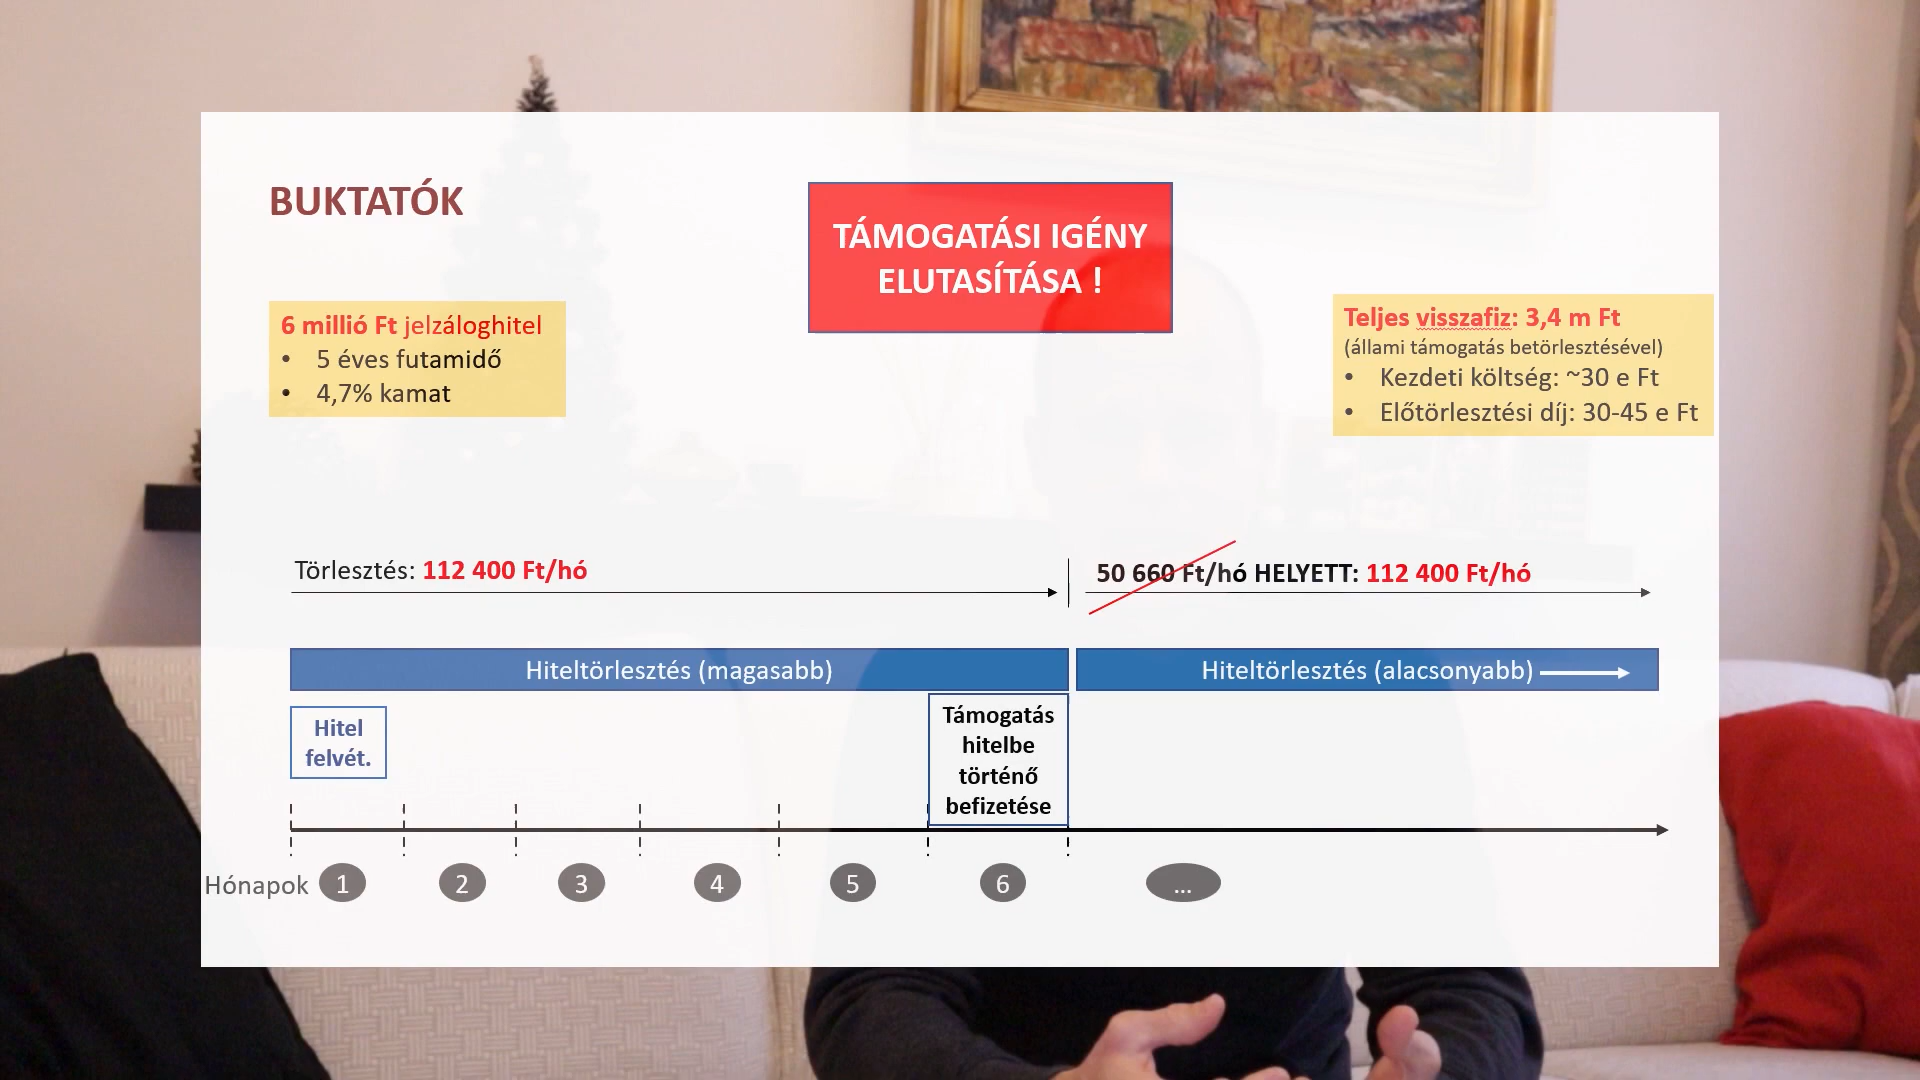 BUKTATÓK
TÁMOGATÁSI IGÉNY
ELUTASÍTÁSA !
6 millió Ft jelzáloghitel
• 5 éves futamidő
• 4,7% kamat
Teljes visszafiz: 3,4 m Ft
(állami támogatás betörlesztésével)
• Kezdeti költség: ~30 e Ft
• Előtörlesztési díj: 30-45 e Ft
Törlesztés: 112 400 Ft/hó
50 660 Ft/hó HELYETT: 112 400 Ft/hó
Hiteltörlesztés (magasabb)
Hiteltörlesztés (alacsonyabb)
Hitel
felvét.
Támogatás
hitelbe
történő
befizetése
Hónapok 1 2 3 4 5 6 ...